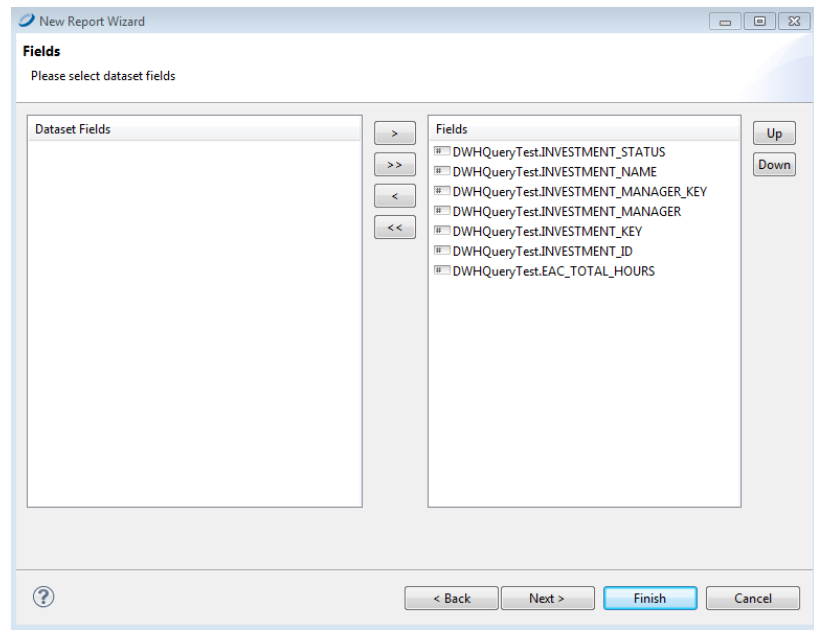 New Report Wizard
Fields
Please select dataset fields
Dataset Fields
>
>>
<
<<
Fields
DWHQueryTest.INVESTMENT_STATUS
DWHQueryTest.INVESTMENT_NAME
DWHQueryTest.INVESTMENT_MANAGER_KEY
DWHQueryTest.INVESTMENT_MANAGER
DWHQueryTest.INVESTMENT_KEY
DWHQueryTest.INVESTMENT_ID
DWHQueryTest.EAC_TOTAL_HOURS
Up
Down
?
< Back Next > Finish Cancel